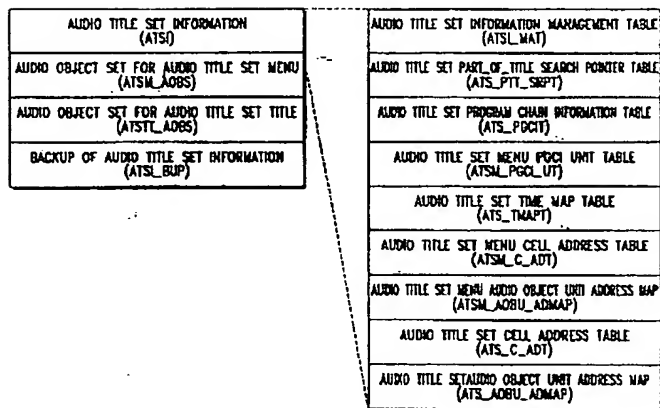 AUDIO TITLE SET INFORMATION
(ATSI)
AUDIO OBJECT SET FOR AUDIO TITLE SET MENU
(ATSM_AOBS)
AUDIO OBJECT SET FOR AUDIO TITLE SET TITLE
(ATSTT_AOBS)
BACKUP OF AUDIO TITLE SET INFORMATION
(ATSI_BUP)
AUDIO TITLE SET INFORMATION MANAGEMENT TABLE
(ATSI_MAT)
AUDIO TITLE SET PART_OF_TITLE SEARCH POINTER TABLE
(ATS_PTT_SRPT)
AUDIO TITLE SET PROGRAM CHAIN INFORMATION TABLE
(ATS_PGCIT)
AUDIO TITLE SET MENU PGCI UNIT TABLE
(ATSM_PGCI_UT)
AUDIO TITLE SET TIME MAP TABLE
(ATS_TMAPT)
AUDIO TITLE SET MENU CELL ADDRESS TABLE
(ATSM_C_ADT)
AUDIO TITLE SET MENU AUDIO OBJECT UNIT ADDRESS MAP
(ATSM_AOBU_ADMAP)
AUDIO TITLE SET CELL ADDRESS TABLE
(ATS_C_ADT)
AUDIO TITLE SETAUDIO OBJECT UNIT ADDRESS MAP
(ATS_AOBU_ADMAP)